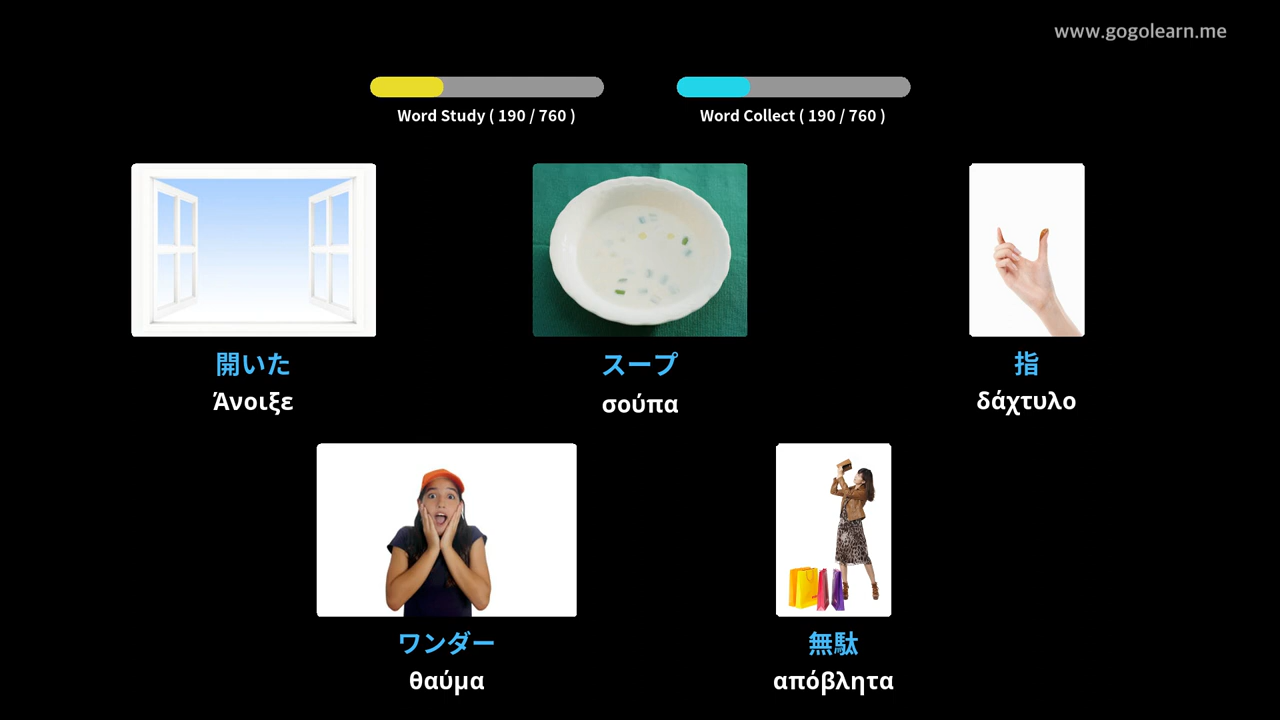 www.gogolearn.me
Word Study ( 190 / 760 )
Word Collect ( 190 / 760 )
開いた
Άνοιξε
スープ
σούπα
指
δάχτυλο
ワンダー
θαύμα
無駄
απόβλητα